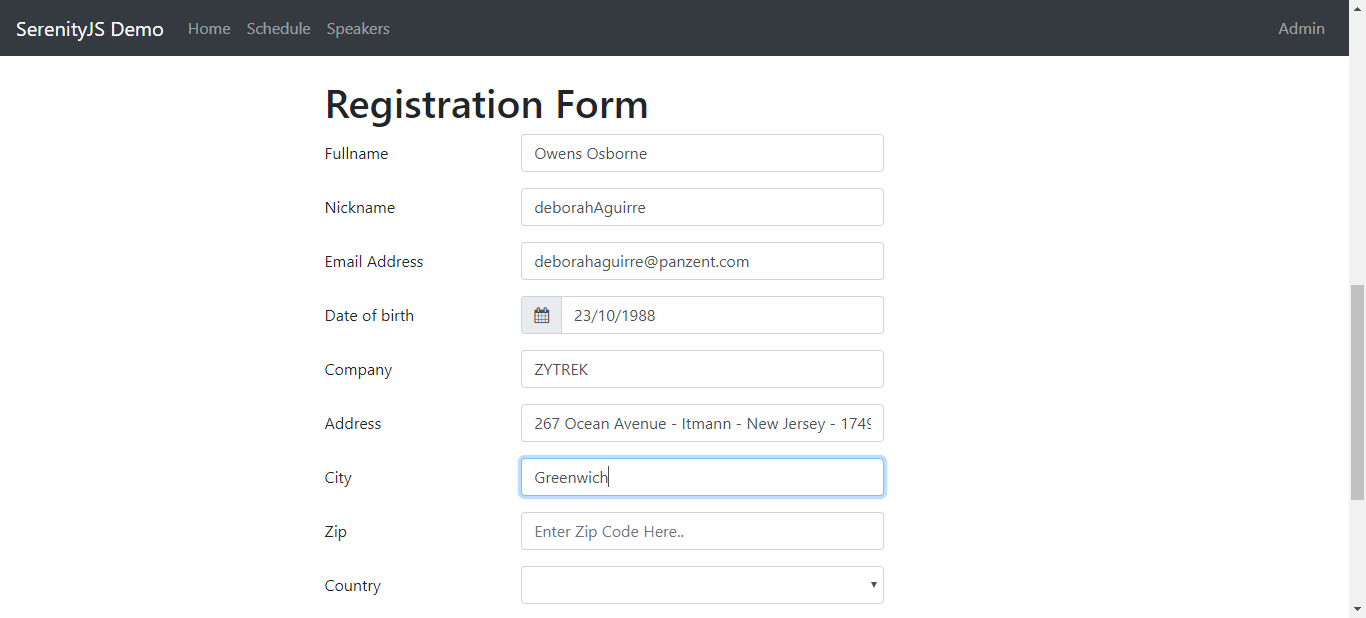 SerenityJS Demo Home Schedule Speakers Admin
Registration Form
Fullname Owens Osborne
Nickname deborahAguirre
Email Address deborahaguirre@panzent.com
Date of birth 23/10/1988
Company ZYTREK
Address 267 Ocean Avenue - Itmann - New Jersey - 1749
City Greenwich
Zip Enter Zip Code Here..
Country